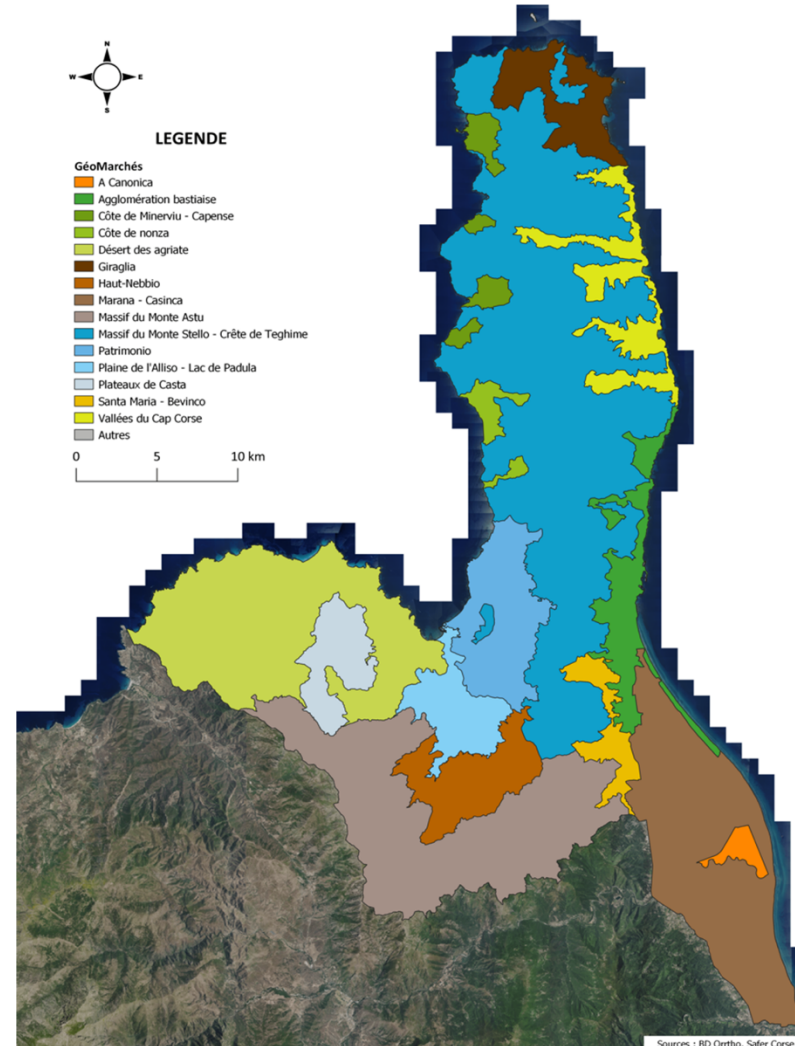 N
W E
S
LEGENDE
GéoMarchés
A Canonica
Agglomération bastiaise
Côte de Minerviu - Capense
Côte de nonza
Désert des agriate
Giraglia
Haut-Nebbio
Marana - Casinca
Massif du Monte Astu
Massif du Monte Stello - Crête de Teghime
Patrimonio
Plaine de l'Alliso - Lac de Padula
Plateaux de Casta
Santa Maria - Bevinco
Vallées du Cap Corse
Autres
0 5 10 km
Sources : BD Orrtho, Safer Corse